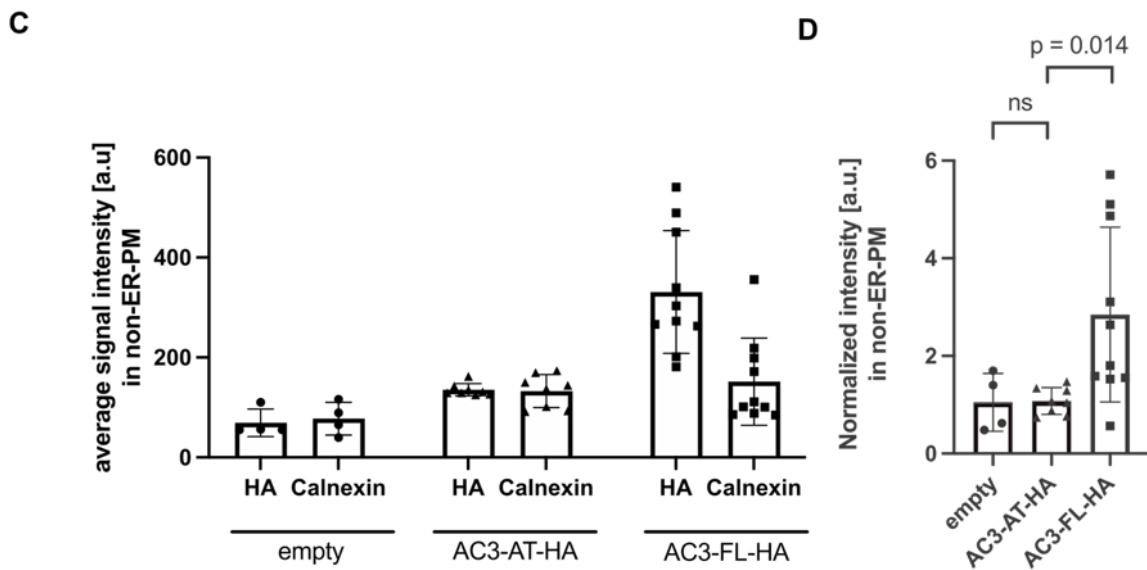 C
average signal intensity [a.u]
in non-ER-PM
600
400
200
0
HA Calnexin HA Calnexin HA Calnexin
empty AC3-AT-HA AC3-FL-HA
D
p = 0.014
ns
Normalized intensity [a.u.]
in non-ER-PM
6
4
2
0
empty
AC3-AT-HA
AC3-FL-HA